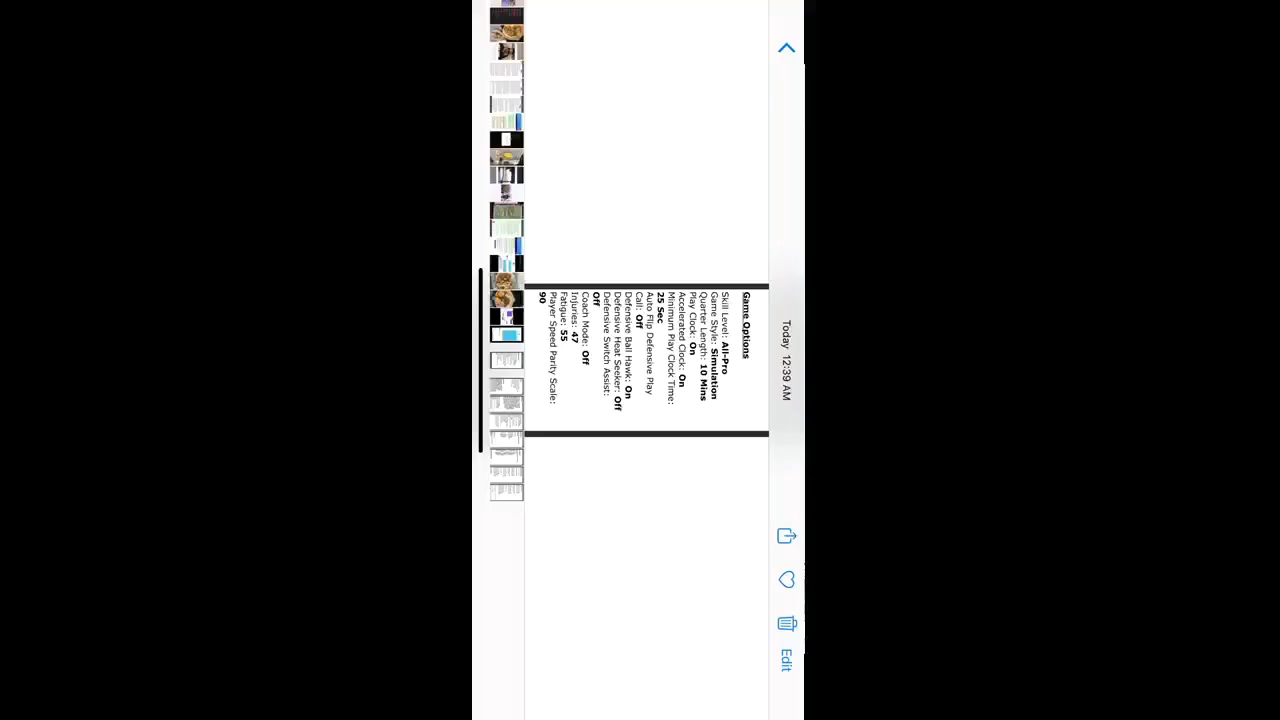 Today 12:39 AM
Edit
Game Options
Skill Level: All-Pro
Game Style: Simulation
Quarter Length: 10 Mins
Play Clock: On
Accelerated Clock: On
Minimum Play Clock Time:
25 Sec
Auto Flip Defensive Play
Call: Off
Defensive Ball Hawk: On
Defensive Heat Seeker: Off
Defensive Switch Assist:
Off
Coach Mode: Off
Injuries: 47
Fatigue: 55
Player Speed Parity Scale:
90